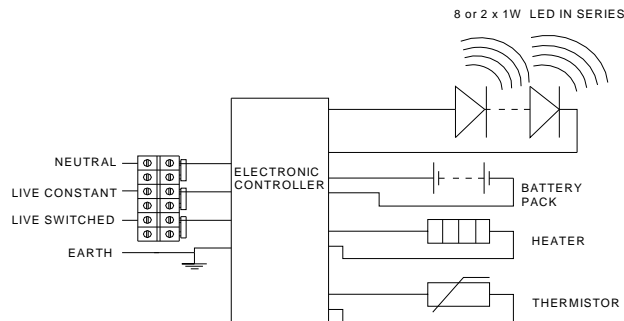 8 or 2 x 1W LED IN SERIES
NEUTRAL
LIVE CONSTANT
LIVE SWITCHED
EARTH
ELECTRONIC
CONTROLLER
BATTERY
PACK
HEATER
THERMISTOR